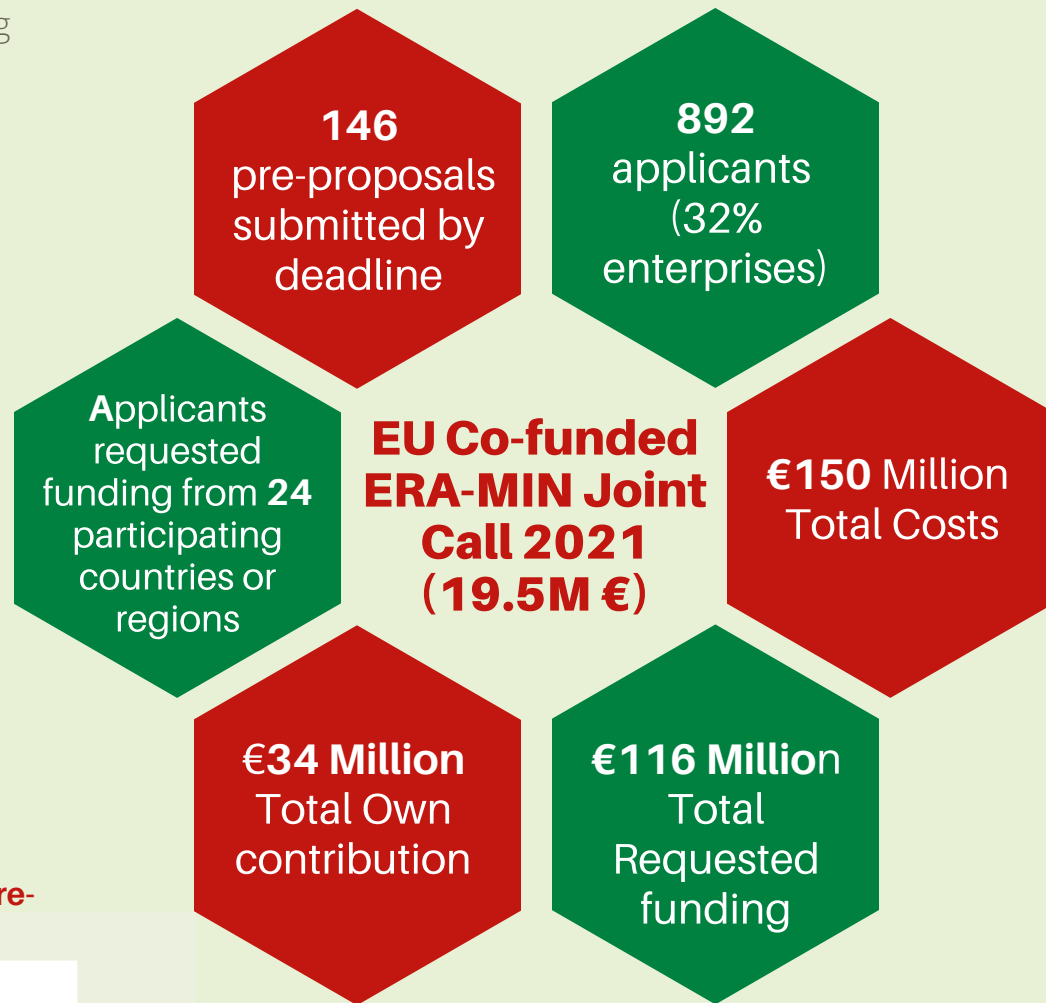 g
146
pre-proposals
submitted by
deadline
892
applicants
(32%
enterprises)
Applicants
requested
funding from 24
participating
countries or
regions
EU Co-funded
ERA-MIN Joint
Call 2021
(19.5M €)
€150 Million
Total Costs
€34 Million
Total Own
contribution
€116 Million
Total
Requested
funding
re-